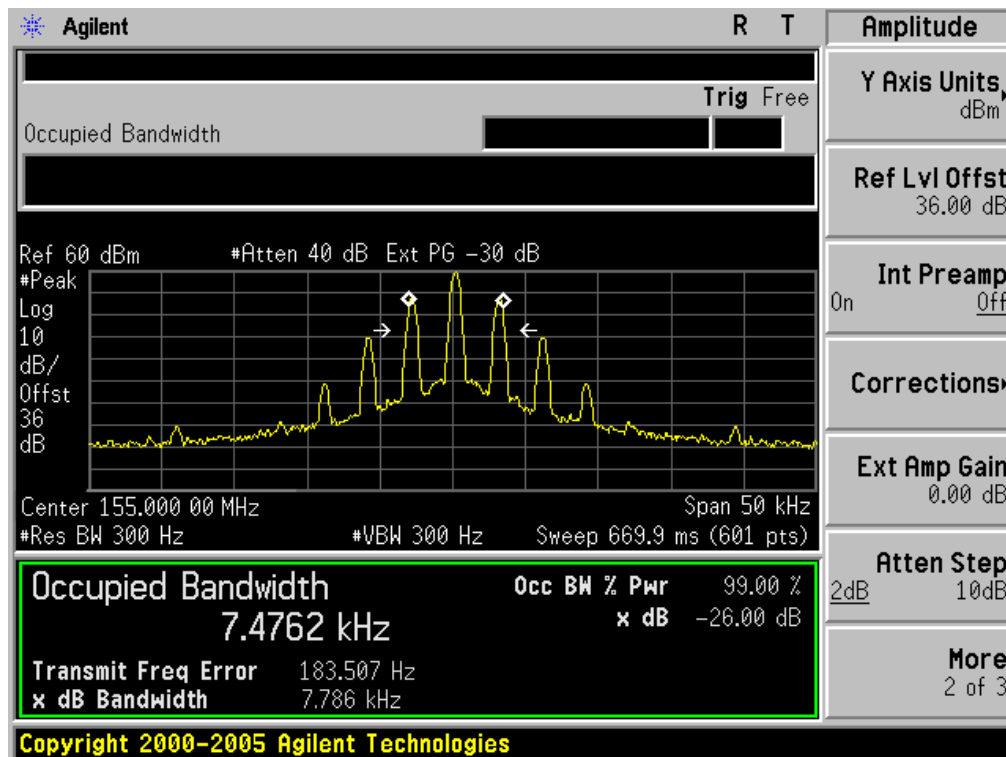 Agilent R T
Trig Free
Occupied Bandwidth
Ref 60 dBm #Atten 40 dB Ext PG -30 dB
#Peak
Log
10
dB/
Offst
36
dB
Center 155.000 00 MHz Span 50 kHz
#Res BW 300 Hz #VBW 300 Hz Sweep 669.9 ms (601 pts)
Occupied Bandwidth
7.4762 kHz
Occ BW % Pwr 99.00 %
x dB -26.00 dB
Transmit Freq Error 183.507 Hz
x dB Bandwidth 7.786 kHz
Copyright 2000-2005 Agilent Technologies
Amplitude
Y Axis Units
dBm
Ref Lvl Offst
36.00 dB
Int Preamp
On Off
Corrections
Ext Amp Gain
0.00 dB
Atten Step
2dB 10dB
More
2 of 3